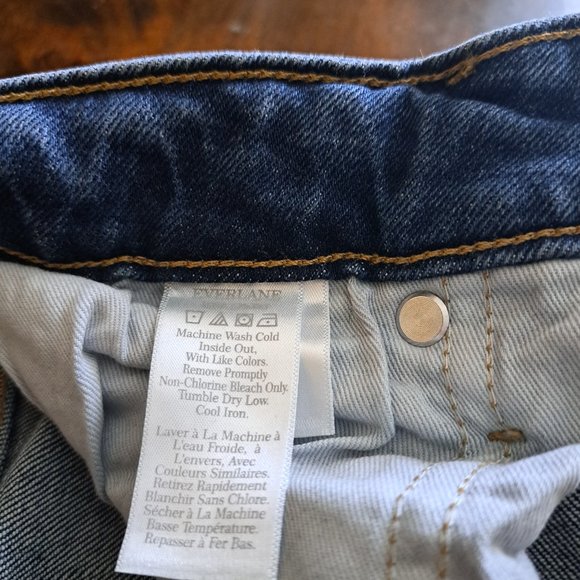 EVERLANE
Machine Wash Cold
Inside Out,
With Like Colors.
Remove Promptly
Non-Chlorine Bleach Only.
Tumble Dry Low.
Cool Iron.
Laver à La Machine à
L'eau Froide, à
L'envers, Avec
Couleurs Similaires.
Retirez Rapidement
Blanchir Sans Chlore.
Sécher à La Machine
Basse Température.
Repasser à Fer Bas.